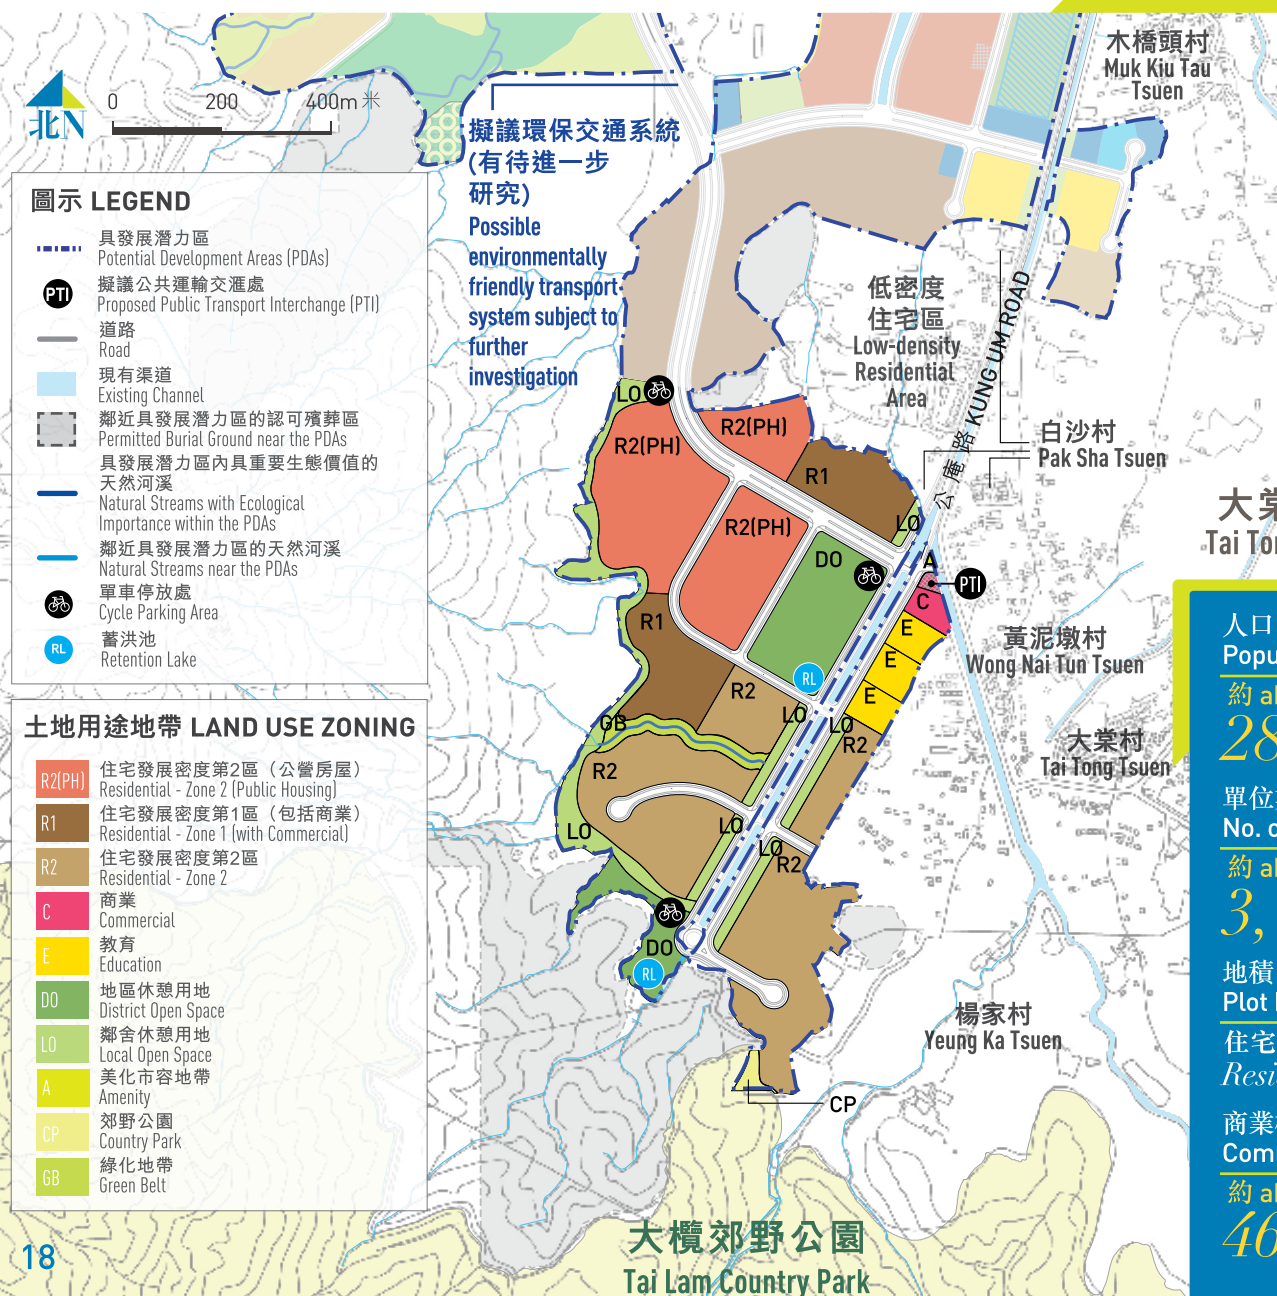 木橋頭村
Muk Kiu Tau
Tsuen
0 200 400m 米
北N
擬議環保交通系統
(有待進一步
研究)
Possible
environmentally
friendly transport
system subject to
further
investigation
圖示 LEGEND
具發展潛力區
Potential Development Areas (PDAs)
PTI
擬議公共運輸交滙處
Proposed Public Transport Interchange (PTI)
道路
Road
現有渠道
Existing Channel
鄰近具發展潛力區的認可殯葬區
Permitted Burial Ground near the PDAs
具發展潛力區內具重要生態價值的
天然河溪
Natural Streams with Ecological
Importance within the PDAs
鄰近具發展潛力區的天然河溪
Natural Streams near the PDAs
單車停放處
Cycle Parking Area
RL
蓄洪池
Retention Lake
土地用途地帶 LAND USE ZONING
R2(PH)
住宅發展密度第2區（公營房屋）
Residential - Zone 2 (Public Housing)
R1
住宅發展密度第1區（包括商業）
Residential - Zone 1 (with Commercial)
R2
住宅發展密度第2區
Residential - Zone 2
C
商業
Commercial
E
教育
Education
DO
地區休憩用地
District Open Space
LO
鄰舍休憩用地
Local Open Space
A
美化市容地帶
Amenity
CP
郊野公園
Country Park
GB
綠化地帶
Green Belt
18
低密度
住宅區
Low-density
Residential
Area
公庵路 KUNG UM ROAD
白沙村
Pak Sha Tsuen
LO
R2(PH)
R2(PH)
R1
R2(PH)
LO
DO
A
PTI
C
R1
E
E
E
RL
R2
LO
LO
GB
R2
R2
LO
LO
LO
R2
DO
RL
CP
黃泥墩村
Wong Nai Tun Tsuen
大棠村
Tai Tong Tsuen
楊家村
Yeung Ka Tsuen
大欖郊野公園
Tai Lam Country Park
大棠
Tai To
人口
Popu
約 a
28
單位
No. o
約 a
3,
地積
Plot
住宅
Resi
商業
Com
約 a
46